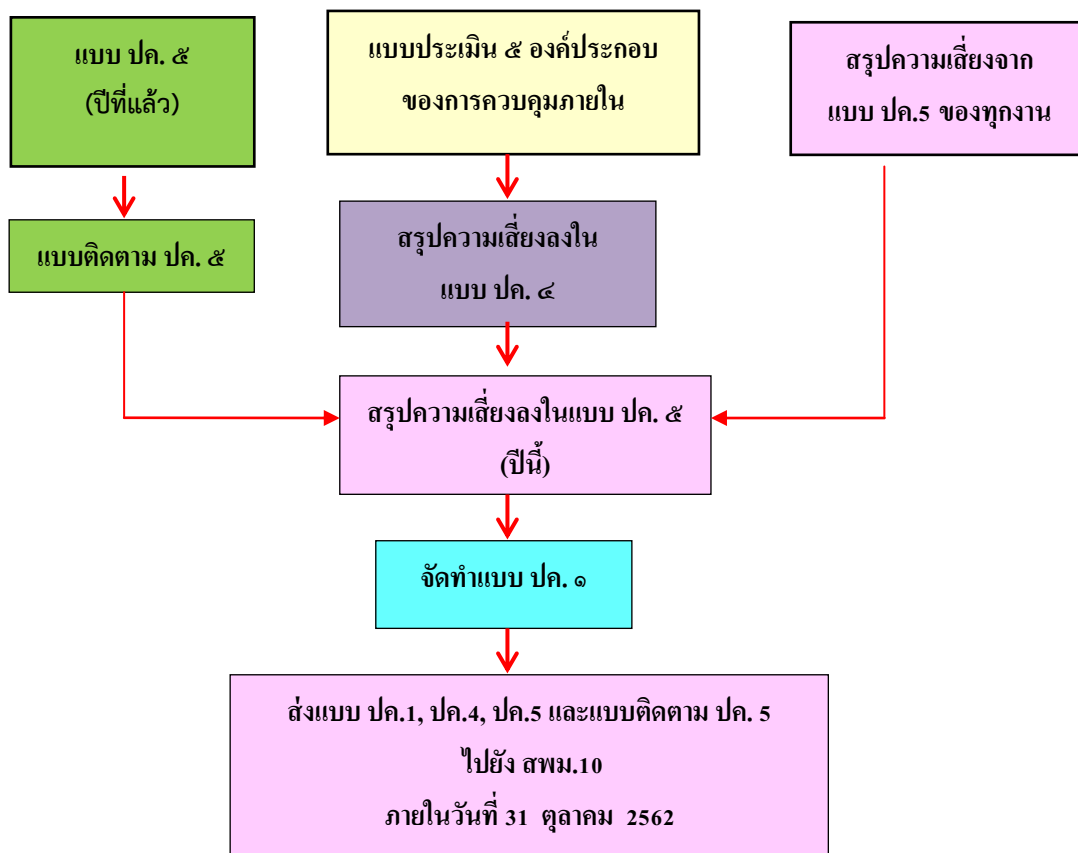 แบบ ปค. ๕
(ปีที่แล้ว)
แบบประเมิน ๕ องค์ประกอบ
ของการควบคุมภายใน
สรุปความเสี่ยงจาก
แบบ ปค.5 ของทุกงาน
แบบติดตาม ปค. ๕
สรุปความเสี่ยงลงใน
แบบ ปค. ๔
สรุปความเสี่ยงลงในแบบ ปค. ๕
(ปีนี้)
จัดทำแบบ ปค. ๑
ส่งแบบ ปค.1, ปค.4, ปค.5 และแบบติดตาม ปค. 5
ไปยัง สพม.10
ภายในวันที่ 31 ตุลาคม 2562